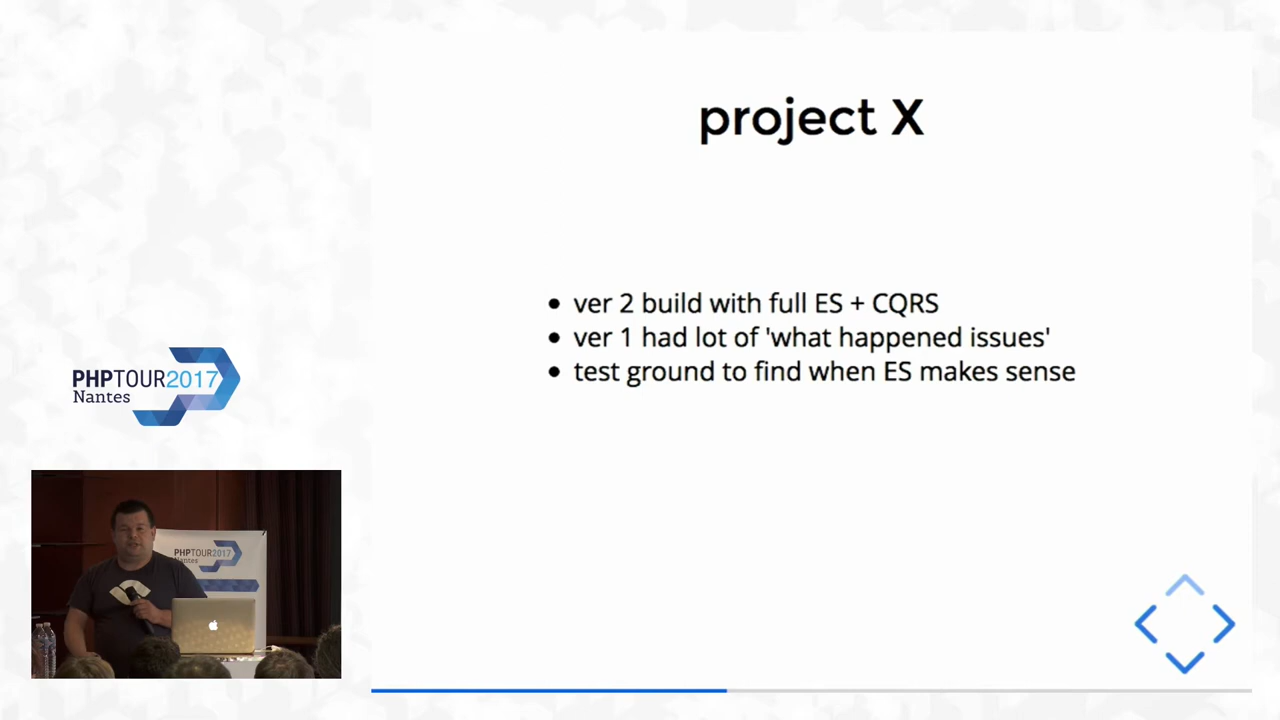 project X
ver 2 build with full ES + CQRS
ver 1 had lot of 'what happened issues'
test ground to find when ES makes sense
PHPTOUR2017
Nantes
PHPTOUR2017
Nantes